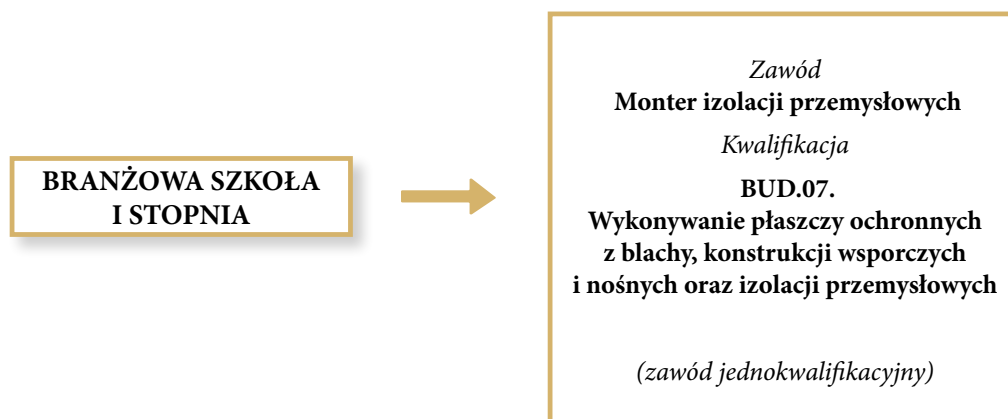 BRANŻOWA SZKOŁA
I STOPNIA
Zawód
Monter izolacji przemysłowych
Kwalifikacja
BUD.07.
Wykonywanie płaszczy ochronnych
z blachy, konstrukcji wsporczych
i nośnych oraz izolacji przemysłowych
(zawód jednokwalifikacyjny)